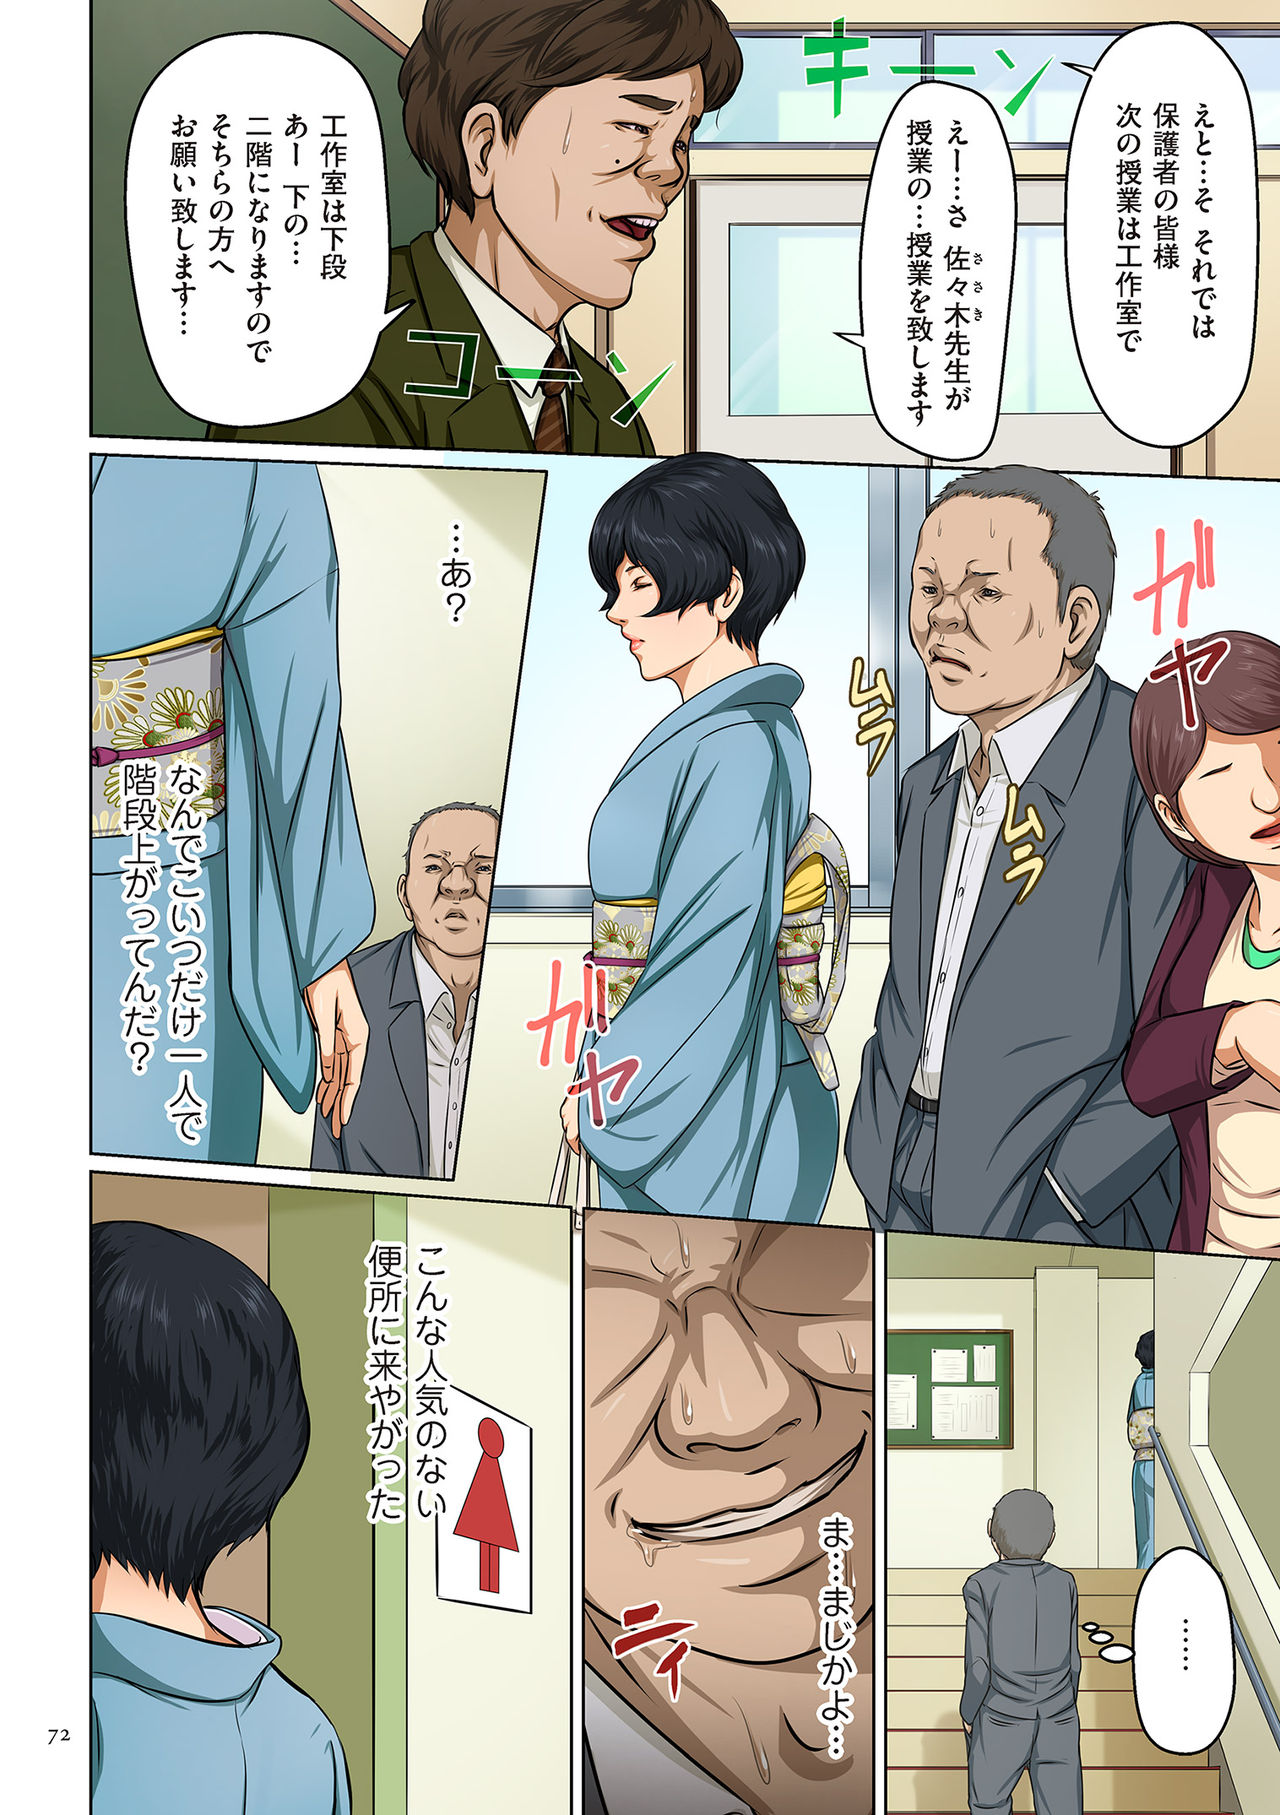 キーンコーン
えと…そ それでは
保護者の皆様
次の授業は工作室で
えー…さ 佐々木先生が
ささき
授業の…授業を致します
工作室は下段
あー 下の…
二階になりますので
そちらの方へ
お願い致します…
ガヤ
ムラ
ムラ
ガヤ
…あ？
なんでこいつだけ一人で
階段上がってんだ？
……
ま…まじかよ…
ニィ
こんな人気のない
便所に来やがった
72